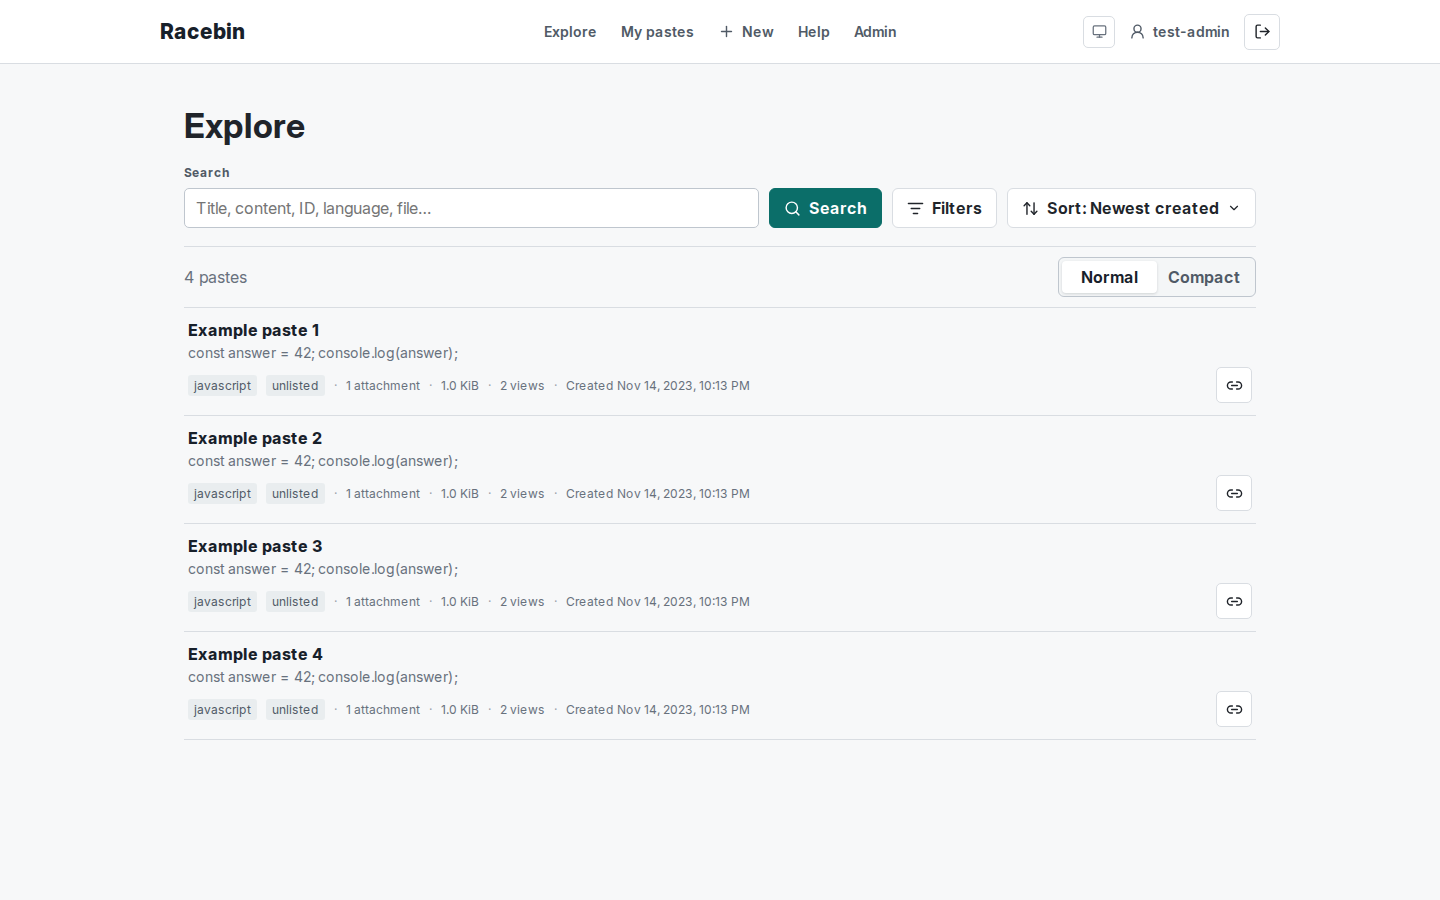 Racebin
Explore
My pastes
New
Help
Admin
test-admin
Explore
Search
Title, content, ID, language, file...
Search
Filters
Sort: Newest created
4 pastes
Normal
Compact
Example paste 1
const answer = 42; console.log(answer);
javascript unlisted · 1 attachment · 1.0 KiB · 2 views · Created Nov 14, 2023, 10:13 PM
Example paste 2
const answer = 42; console.log(answer);
javascript unlisted · 1 attachment · 1.0 KiB · 2 views · Created Nov 14, 2023, 10:13 PM
Example paste 3
const answer = 42; console.log(answer);
javascript unlisted · 1 attachment · 1.0 KiB · 2 views · Created Nov 14, 2023, 10:13 PM
Example paste 4
const answer = 42; console.log(answer);
javascript unlisted · 1 attachment · 1.0 KiB · 2 views · Created Nov 14, 2023, 10:13 PM